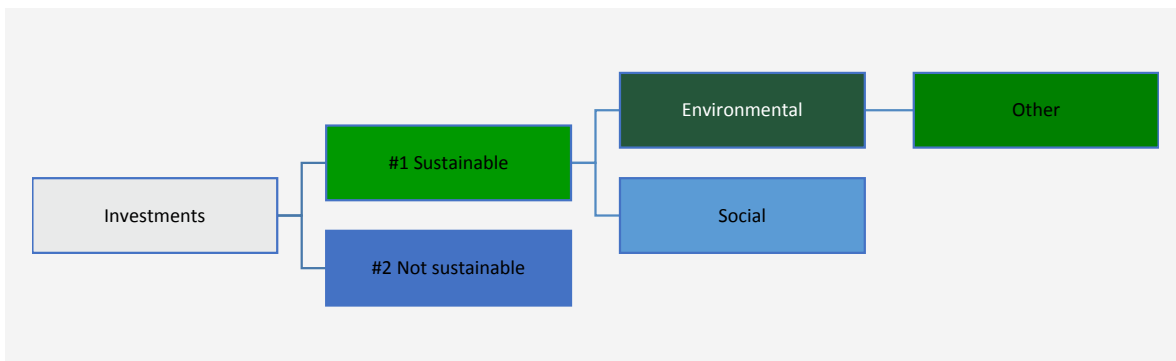 Investments
#1 Sustainable
#2 Not sustainable
Environmental
Social
Other